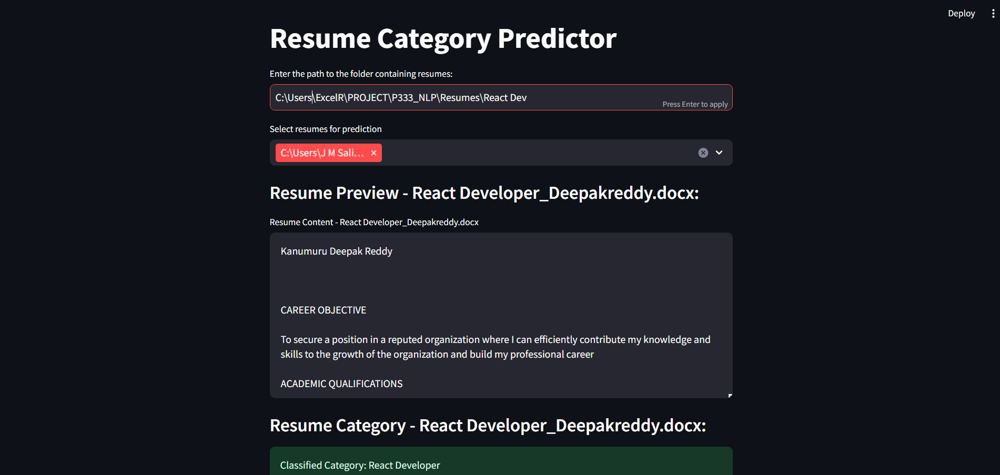 Deploy
Resume Category Predictor
Enter the path to the folder containing resumes:
C:\Users\ExcelR\PROJECT\P333_NLP\Resumes\React Dev
Press Enter to apply
Select resumes for prediction
C:\Users\J M Sali...
Resume Preview - React Developer_Deepakreddy.docx:
Resume Content - React Developer_Deepakreddy.docx
Kanumuru Deepak Reddy
CAREER OBJECTIVE
To secure a position in a reputed organization where I can efficiently contribute my knowledge and
skills to the growth of the organization and build my professional career
ACADEMIC QUALIFICATIONS
Resume Category - React Developer_Deepakreddy.docx:
Classified Category: React Developer